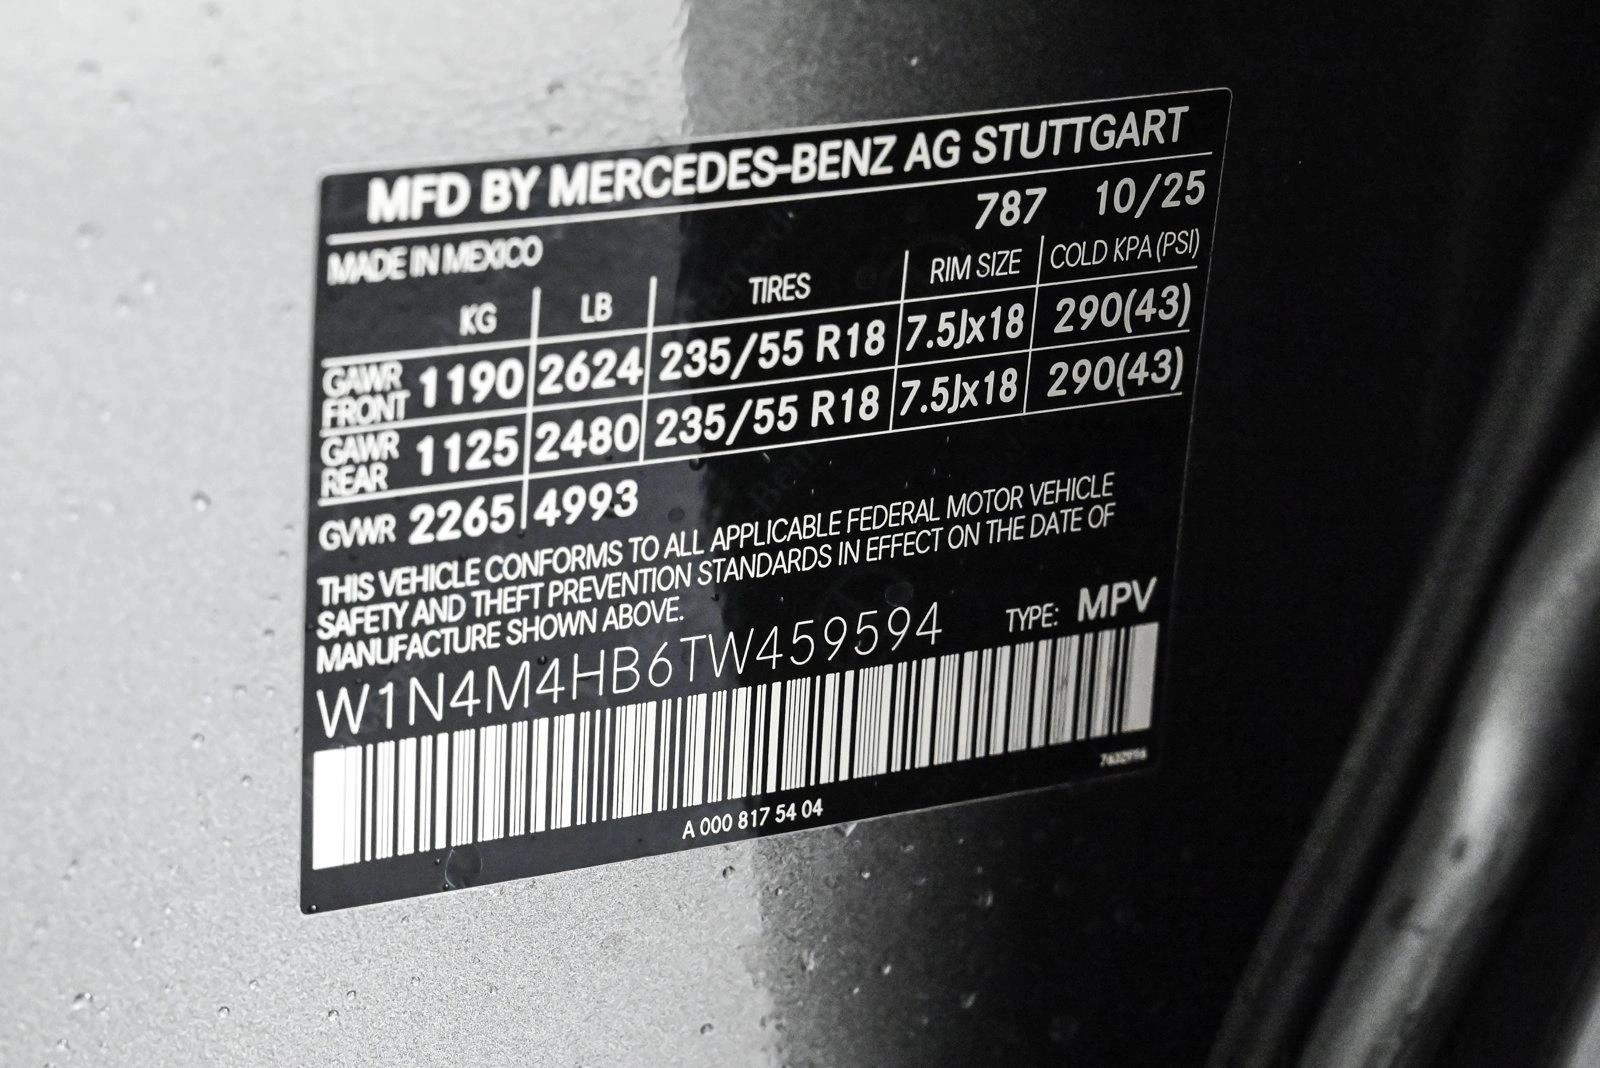 MFD BY MERCEDES-BENZ AG STUTTGART
787 10/25
MADE IN MEXICO
KG LB TIRES RIM SIZE COLD KPA (PSI)
GAWR FRONT 1190 2624 235/55 R18 7.5Jx18 290(43)
GAWR REAR 1125 2480 235/55 R18 7.5Jx18 290(43)
GVWR 2265 4993
THIS VEHICLE CONFORMS TO ALL APPLICABLE FEDERAL MOTOR VEHICLE
SAFETY AND THEFT PREVENTION STANDARDS IN EFFECT ON THE DATE OF
MANUFACTURE SHOWN ABOVE.
W1N4M4HB6TW459594 TYPE: MPV
A 000 817 54 04